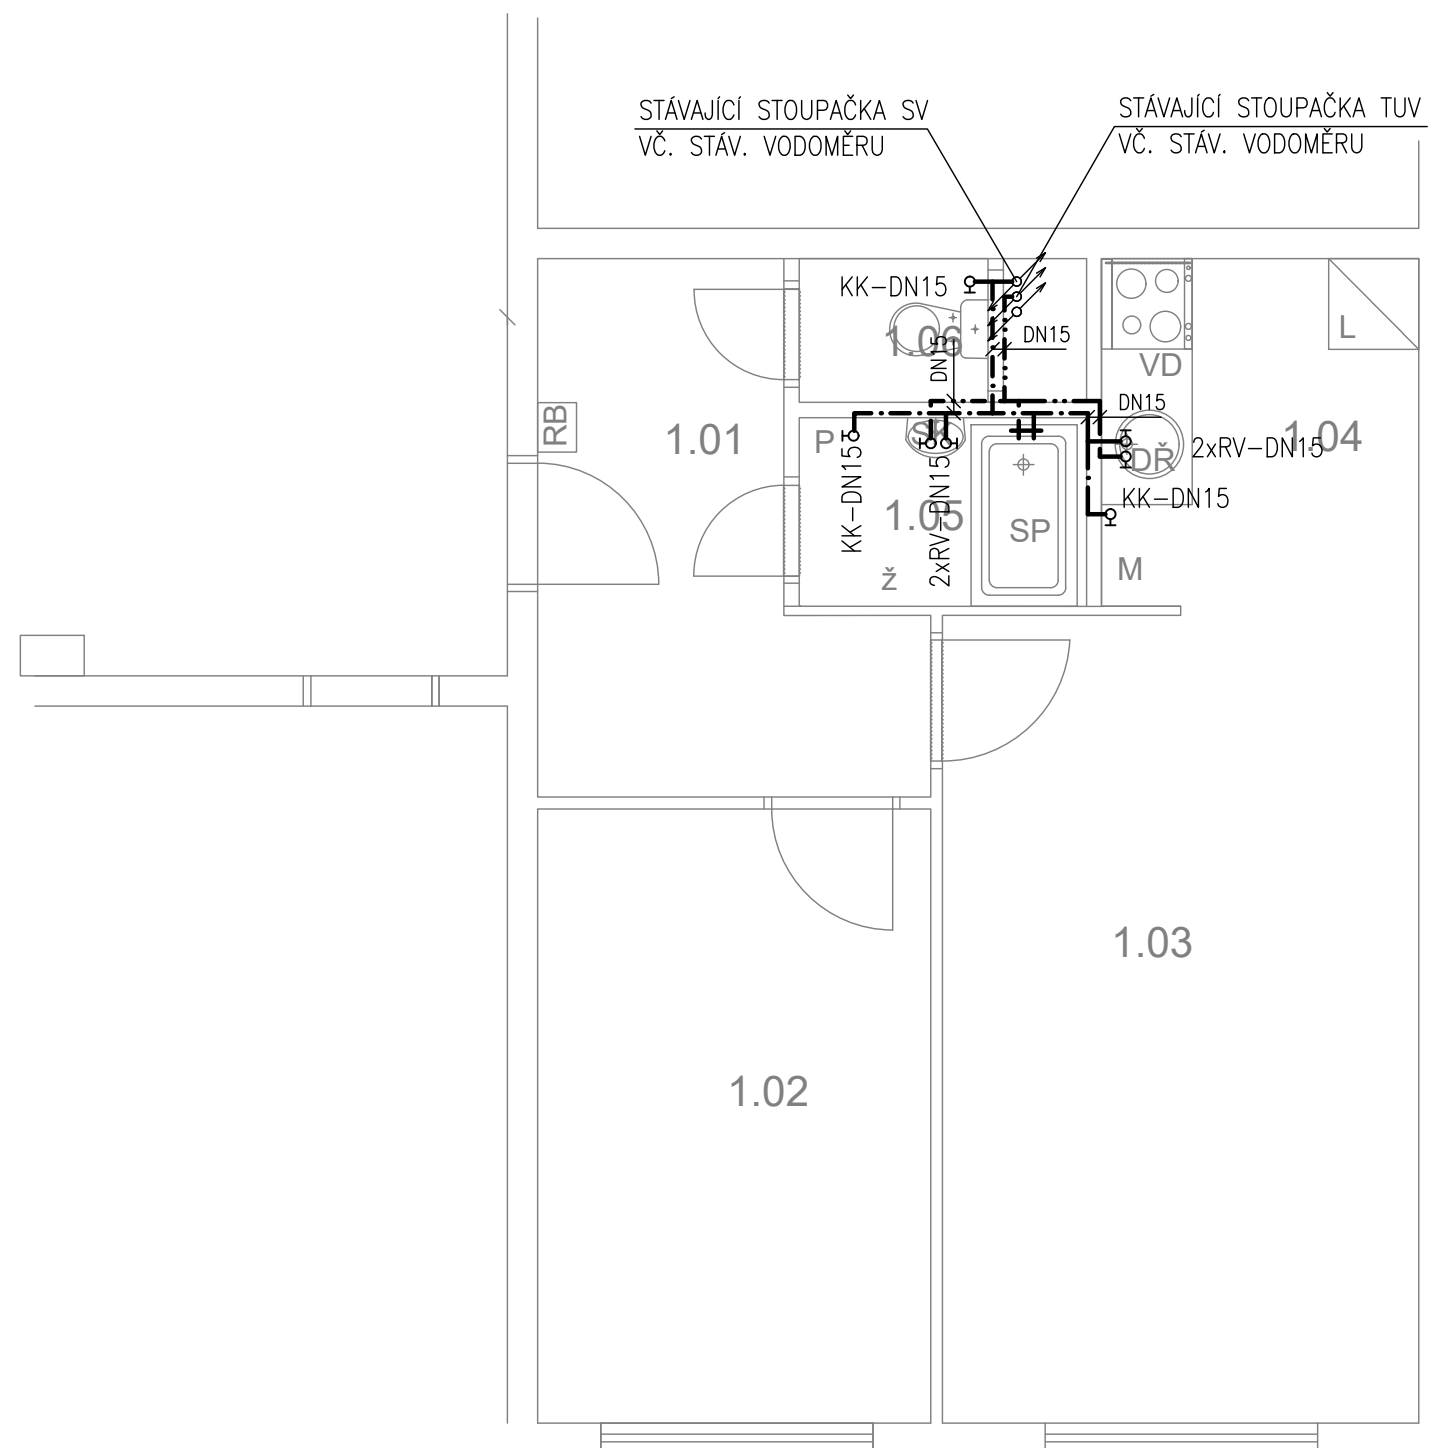 STÁVAJÍCÍ STOUPAČKA SV
VČ. STÁV. VODOMĚRU
STÁVAJÍCÍ STOUPAČKA TUV
VČ. STÁV. VODOMĚRU
KK-DN15
1.06
DN15
DN15
VD
L
RB
1.01
P
SK
DN15
DŘ
2xRV-DN15
1.04
KK-DN15
KK-DN15
2xRV-DN15
1.05
SP
ž
M
1.03
1.02